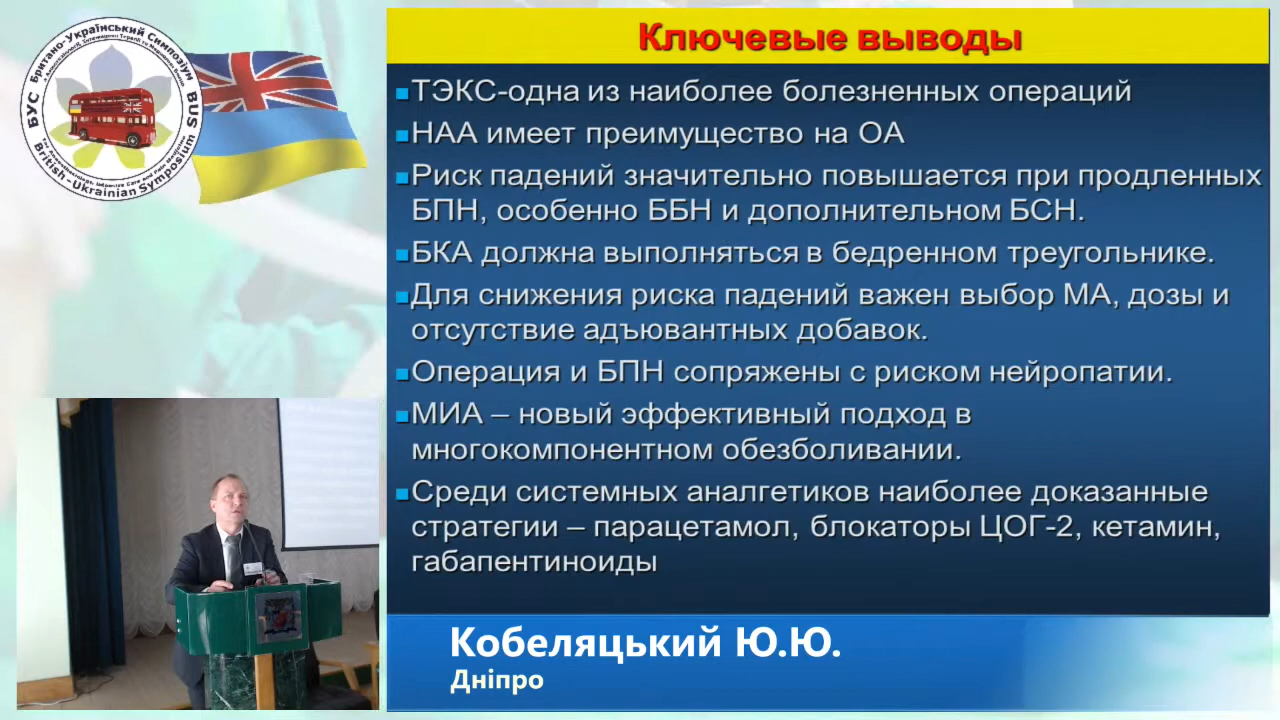 Британо-Український Симпозіум
БУС
BUS
British-Ukrainian Symposium
Ключевые выводы
ТЭКС-одна из наиболее болезненных операций
НАА имеет преимущество на ОА
Риск падений значительно повышается при продленных
БПН, особенно ББН и дополнительном БСН.
БКА должна выполняться в бедренном треугольнике.
Для снижения риска падений важен выбор МА, дозы и
отсутствие адъювантных добавок.
Операция и БПН сопряжены с риском нейропатии.
МИА – новый эффективный подход в
многокомпонентном обезболивании.
Среди системных аналгетиков наиболее доказанные
стратегии – парацетамол, блокаторы ЦОГ-2, кетамин,
габапентиноиды
Кобеляцький Ю.Ю.
Дніпро